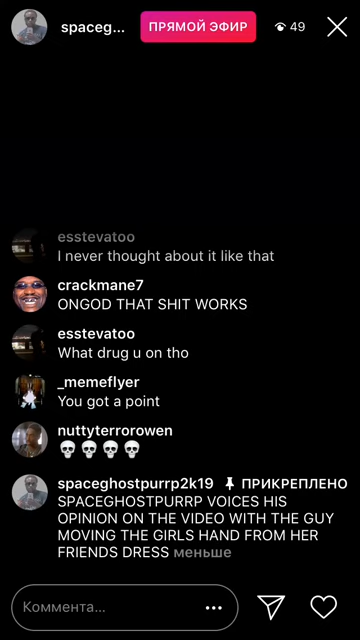 spaceg... ПРЯМОЙ ЭФИР 49
esstevatoo
I never thought about it like that
crackmane7
ONGOD THAT SHIT WORKS
esstevatoo
What drug u on tho
_memeflyer
You got a point
nuttyterrorowen
💀💀💀💀
spaceghostpurrp2k19 📌 ПРИКРЕПЛЕНО
SPACEGHOSTPURRP VOICES HIS
OPINION ON THE VIDEO WITH THE GUY
MOVING THE GIRLS HAND FROM HER
FRIENDS DRESS меньше
Коммента...